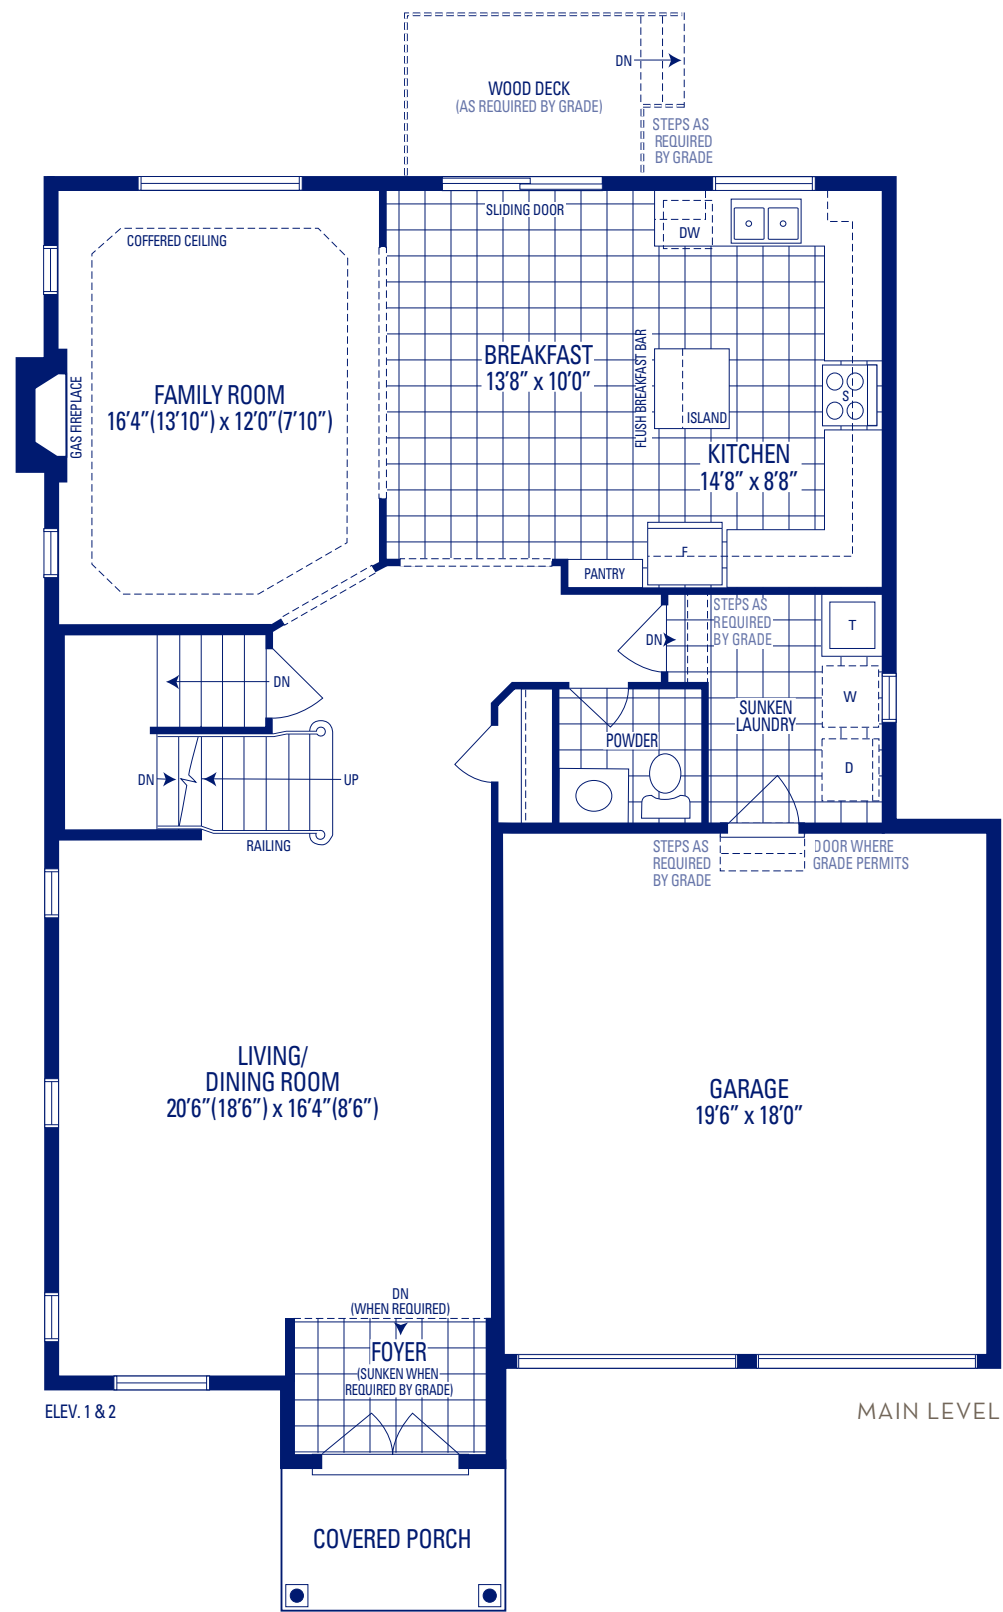 DN
WOOD DECK
(AS REQUIRED BY GRADE)
STEPS AS
REQUIRED
BY GRADE
SLIDING DOOR
DW
COFFERED CEILING
BREAKFAST
13'8” x 10'0”
FLUSH BREAKFAST BAR
ISLAND
S
FAMILY ROOM
16'4”(13'10“) x 12'0”(7'10”)
GAS FIREPLACE
KITCHEN
14'8” x 8'8”
F
PANTRY
STEPS AS
REQUIRED
BY GRADE
DN
T
DN
SUNKEN
LAUNDRY
W
POWDER
D
DN
UP
RAILING
STEPS AS
REQUIRED
BY GRADE
DOOR WHERE
GRADE PERMITS
LIVING/
DINING ROOM
20'6”(18'6”) x 16'4”(8'6”)
GARAGE
19'6” x 18'0”
DN
(WHEN REQUIRED)
FOYER
(SUNKEN WHEN
REQUIRED BY GRADE)
ELEV. 1 & 2
MAIN LEVEL
COVERED PORCH